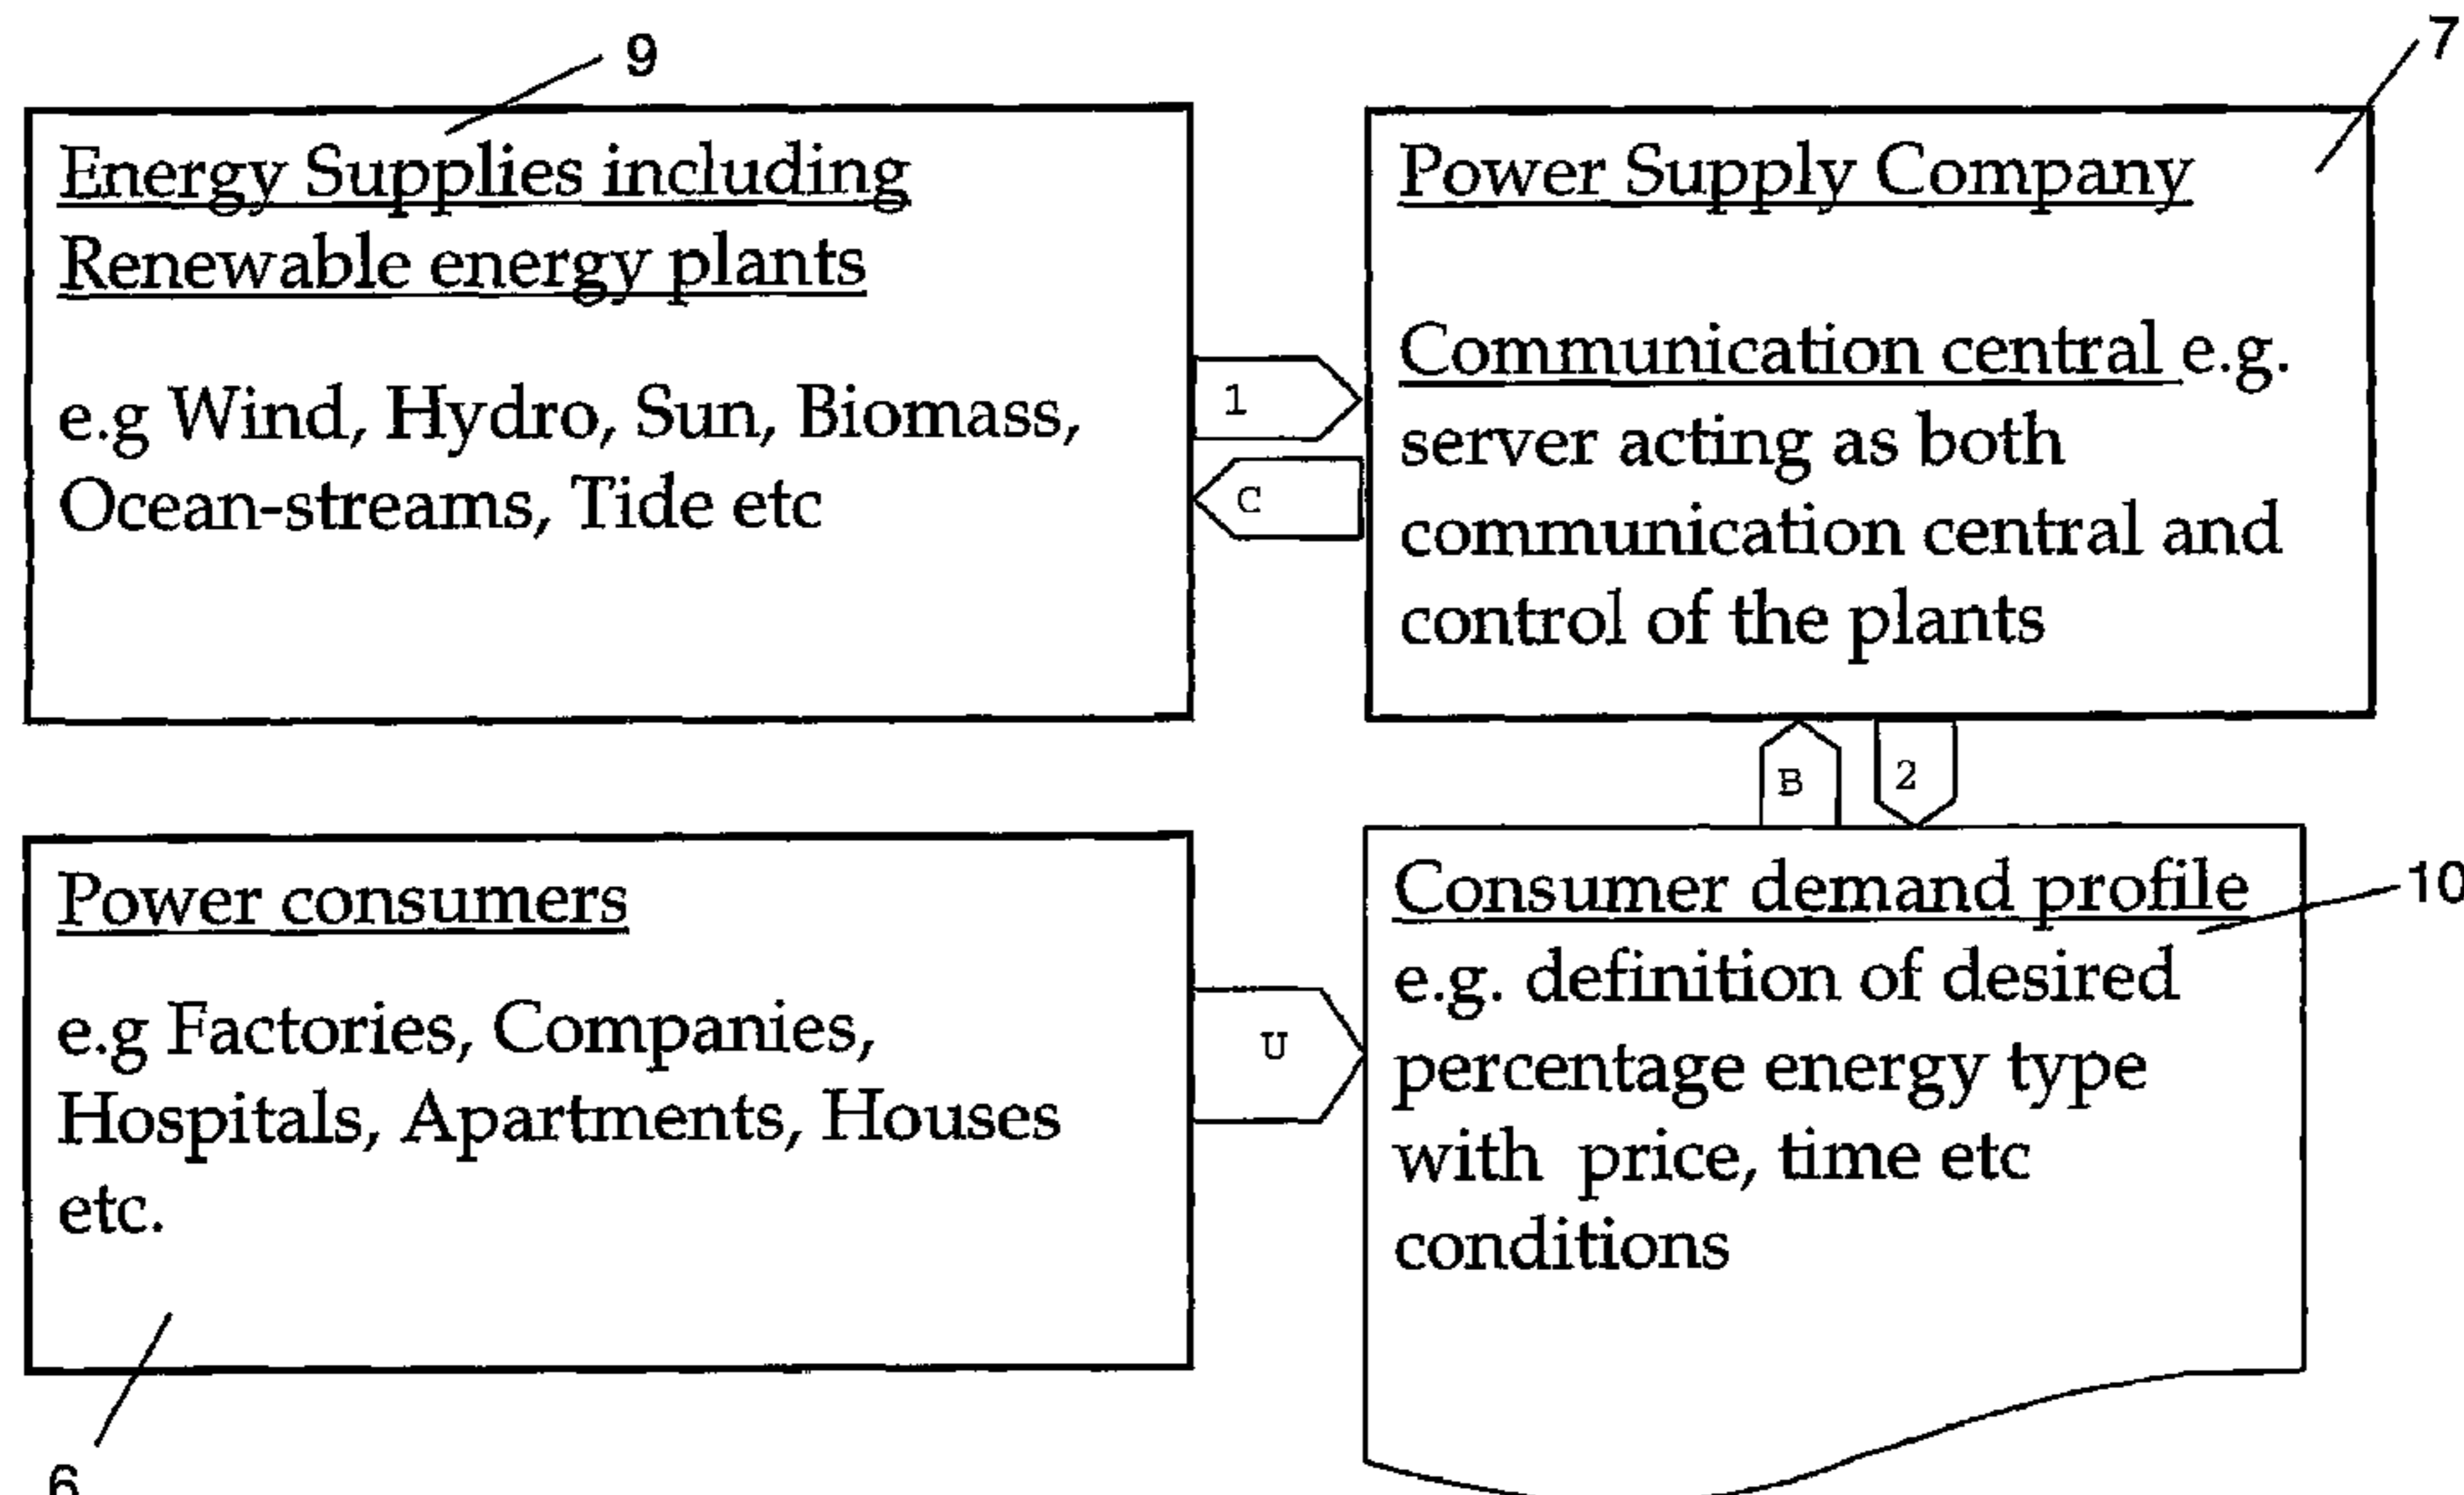 9
7
Energy Supplies including
Renewable energy plants
e.g Wind, Hydro, Sun, Biomass,
Ocean-streams, Tide etc
1
C
Power Supply Company
Communication central e.g.
server acting as both
communication central and
control of the plants
B
2
Power consumers
e.g Factories, Companies,
Hospitals, Apartments, Houses
etc.
6
U
Consumer demand profile
e.g. definition of desired
percentage energy type
with price, time etc
conditions
10